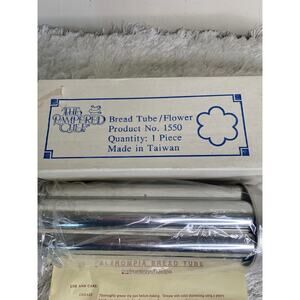 THE
PAMPERED
CHEF
Bread Tube/Flower
Product No. 1550
Quantity: 1 Piece
Made in Taiwan
BREAD TUBE
USE AND CARE: